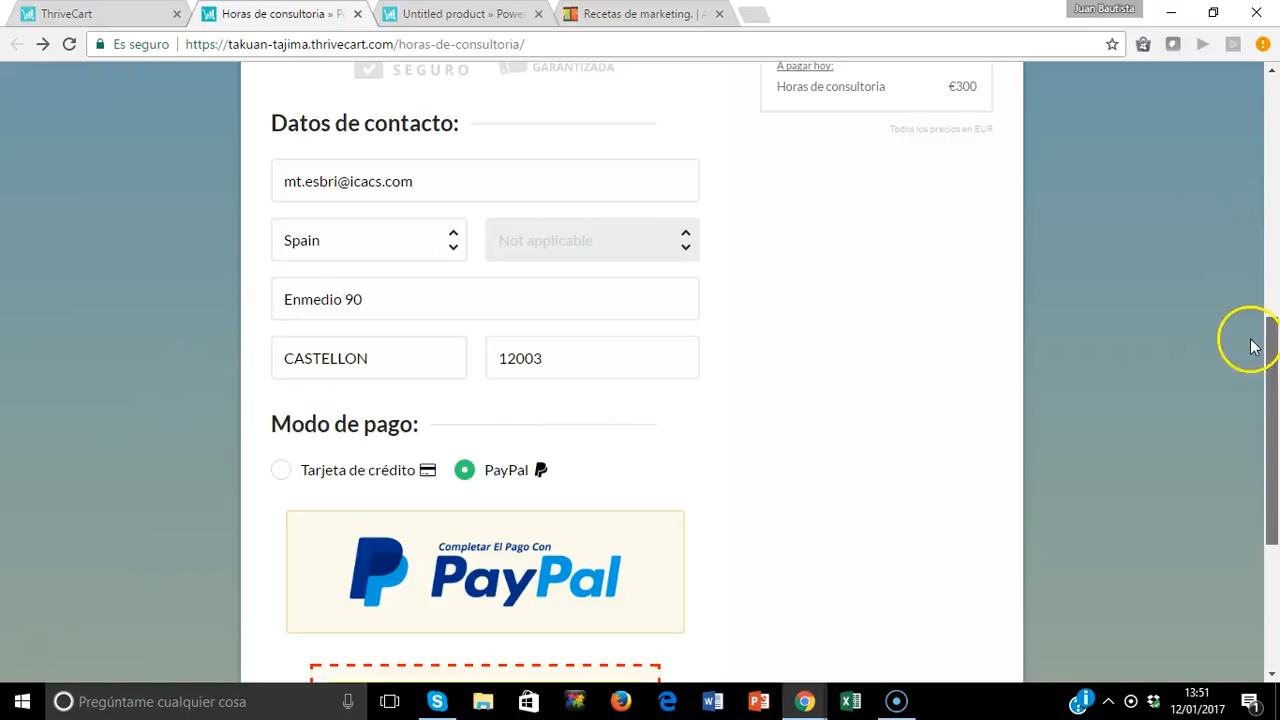 ThriveCart
Horas de consultoria « Po
Untitled product « Power
Recetas de marketing. | A
Juan Bautista
Es seguro
https://takuan-tajima.thrivecart.com/horas-de-consultoria/
SEGURO
GARANTIZADA
A pagar hoy:
Horas de consultoria €300
Todos los precios en EUR
Datos de contacto:
mt.esbri@icacs.com
Spain
Not applicable
Enmedio 90
CASTELLON
12003
Modo de pago:
Tarjeta de crédito
PayPal
Completar El Pago Con
PayPal
Pregúntame cualquier cosa
13:51
12/01/2017